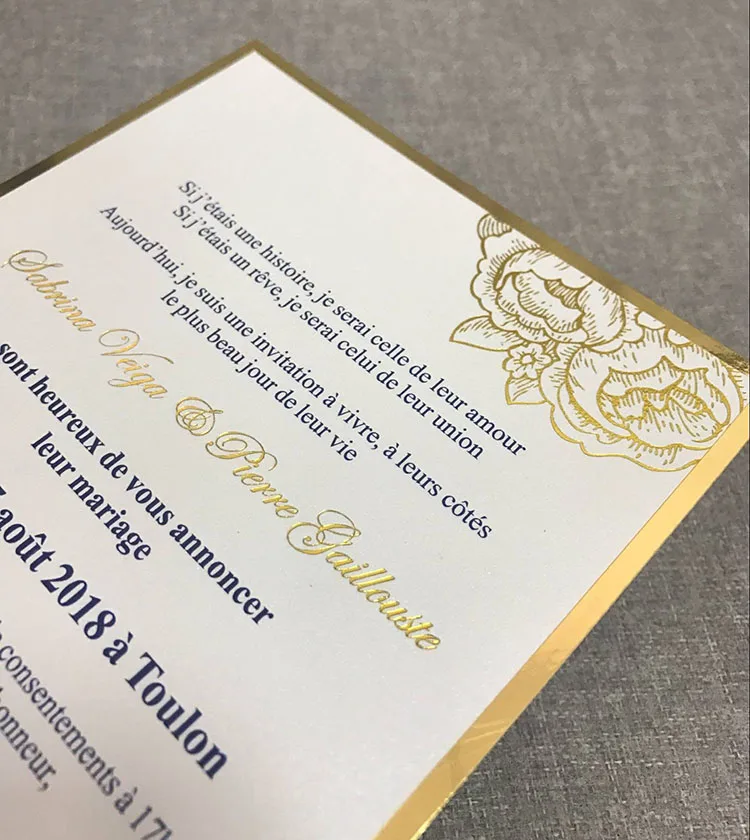 Si j'étais une histoire, je serai celle de leur amour
Si j'étais un rêve, je serai celui de leur union
Aujourd'hui, je suis une invitation à vivre, à leurs côtés
le plus beau jour de leur vie
Sabrina Veiga & Pierre Gaillouste
sont heureux de vous annoncer
leur mariage
août 2018 à Toulon
consentements à 17h